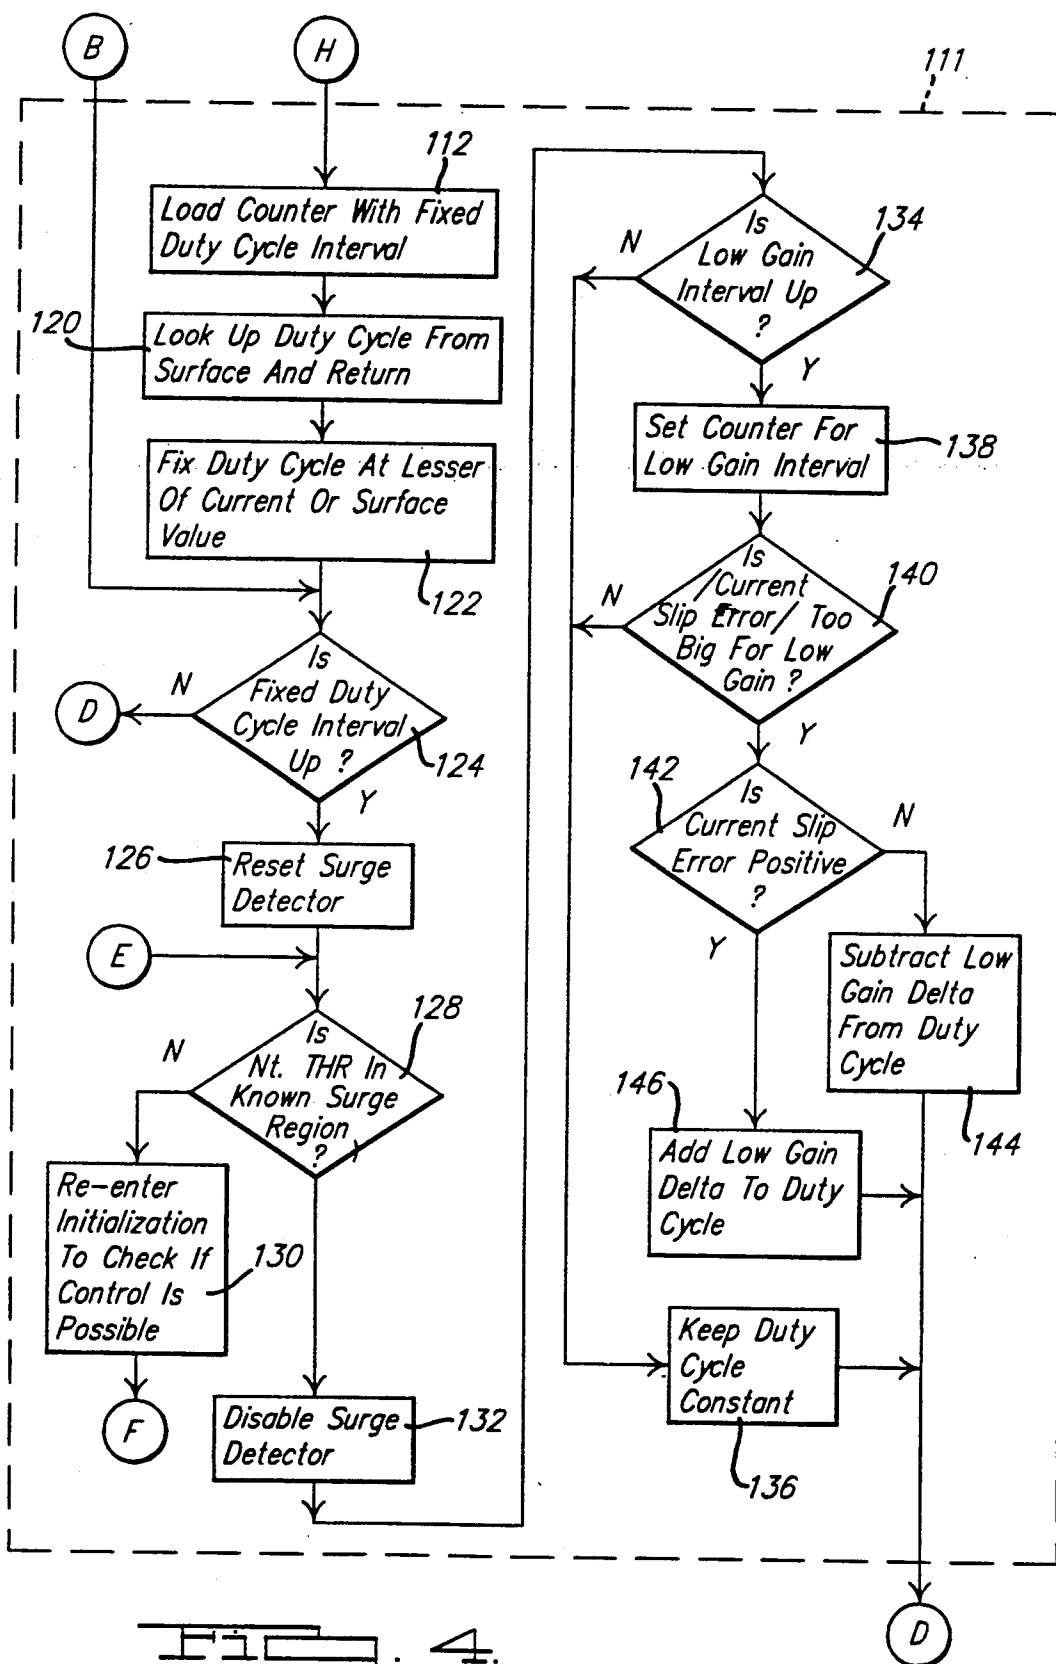 B
H
111
112
Load Counter With Fixed
Duty Cycle Interval
120
Look Up Duty Cycle From
Surface And Return
Fix Duty Cycle At Lesser
Of Current Or Surface
Value
122
Is
Fixed Duty
Cycle Interval
Up ?
N
D
124
Y
126
Reset Surge
Detector
E
128
Is
Nt. THR In
Known Surge
Region
?
N
Re-enter
Initialization
To Check If
Control Is
Possible
130
F
Disable Surge
Detector
132
Is
Low Gain
Interval Up
?
134
N
Y
Set Counter For
Low Gain Interval
138
Is
/Current
Slip Error/ Too
Big For Low
Gain ?
140
N
Y
142
Is
Current Slip
Error Positive
?
N
Y
Subtract Low
Gain Delta
From Duty
Cycle
144
146
Add Low Gain
Delta To Duty
Cycle
Keep Duty
Cycle
Constant
136
D
Fig. 4.